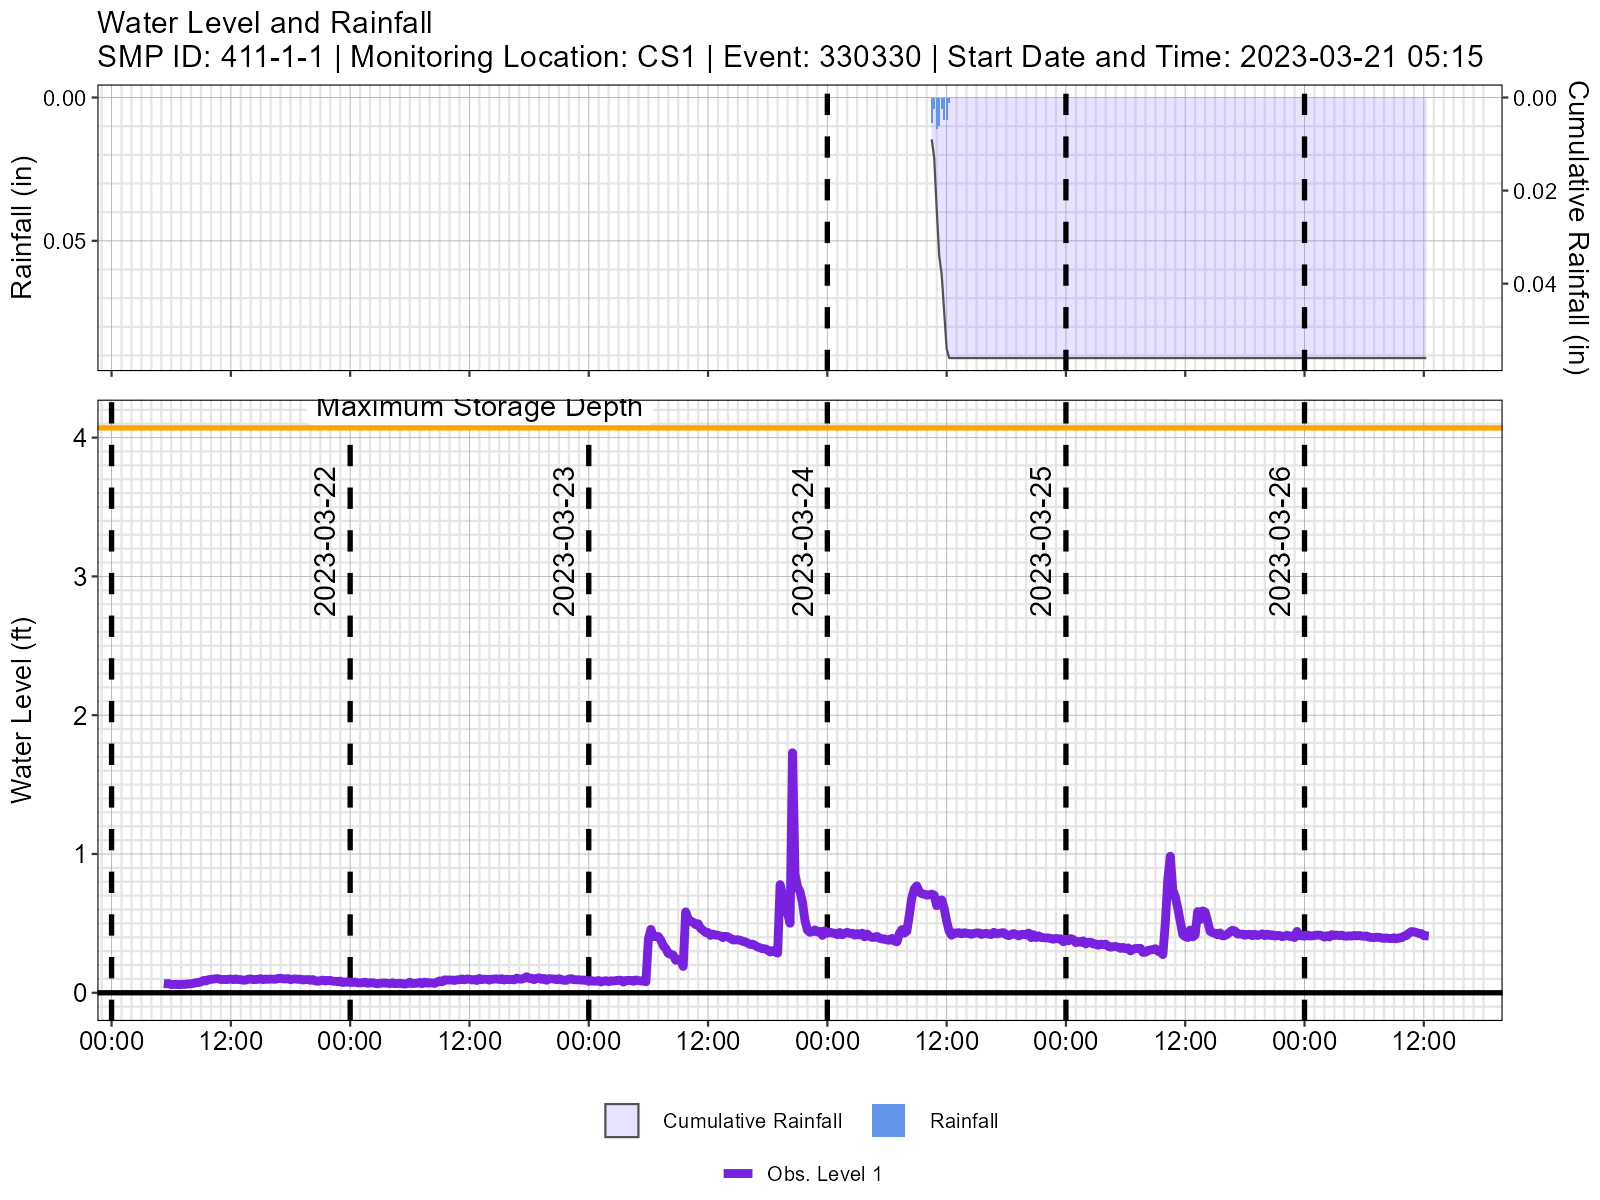 Water Level and Rainfall
SMP ID: 411-1-1 | Monitoring Location: CS1 | Event: 330330 | Start Date and Time: 2023-03-21 05:15
Rainfall (in)
0.00
0.05
0.00
0.02
0.04
Cumulative Rainfall (in)
Maximum Storage Depth
Water Level (ft)
4
3
2
1
0
2023-03-22
2023-03-23
2023-03-24
2023-03-25
2023-03-26
00:00 12:00 00:00 12:00 00:00 12:00 00:00 12:00 00:00 12:00 00:00 12:00
Cumulative Rainfall Rainfall
Obs. Level 1